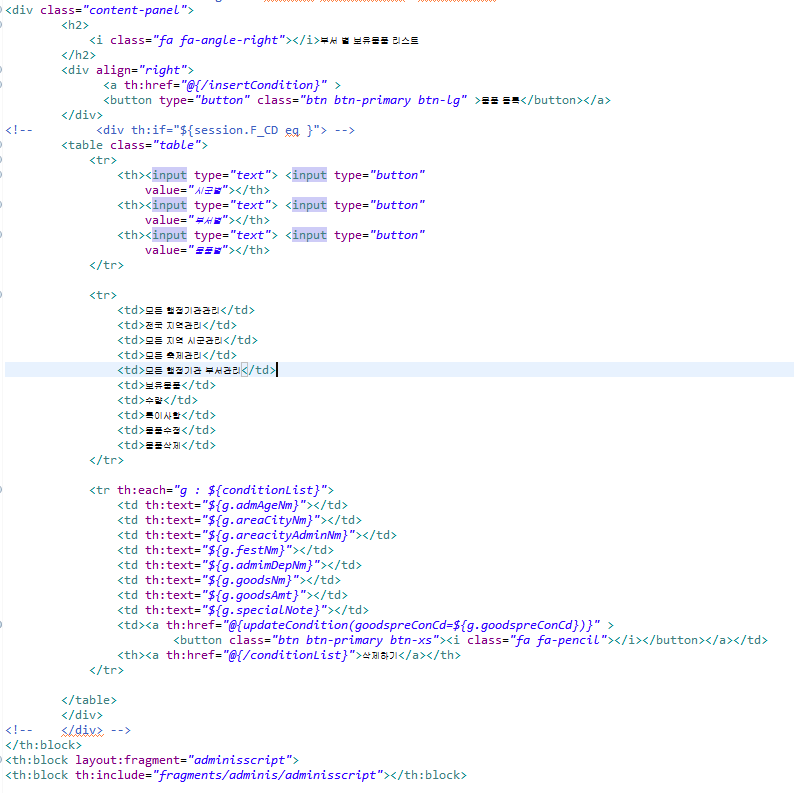 <div class="content-panel">
<h2>
<i class="fa fa-angle-right"></i>부서 별 보유물품 리스트
</h2>
<div align="right">
<a th:href="@{/insertCondition}" >
<button type="button" class="btn btn-primary btn-lg" >물품 등록</button></a>
</div>
<!-- <div th:if="${session.F_CD eq }"> -->
<table class="table">
<tr>
<th><input type="text"> <input type="button"
value="시군별"></th>
<th><input type="text"> <input type="button"
value="부서별"></th>
<th><input type="text"> <input type="button"
value="물품별"></th>
</tr>
<tr>
<td>모든 행정기관관리</td>
<td>전국 지역관리</td>
<td>모든 지역 시군관리</td>
<td>모든 축제관리</td>
<td>모든 행정기관 부서관리</td>
<td>보유물품</td>
<td>수량</td>
<td>특이사항</td>
<td>물품수정</td>
<td>물품삭제</td>
</tr>
<tr th:each="g : ${conditionList}">
<td th:text="${g.admAgeNm}"></td>
<td th:text="${g.areaCityNm}"></td>
<td th:text="${g.areacityAdminNm}"></td>
<td th:text="${g.festNm}"></td>
<td th:text="${g.admimDepNm}"></td>
<td th:text="${g.goodsNm}"></td>
<td th:text="${g.goodsAmt}"></td>
<td th:text="${g.specialNote}"></td>
<td><a th:href="@{updateCondition(goodspreConCd=${g.goodspreConCd})}" >
<button class="btn btn-primary btn-xs"><i class="fa fa-pencil"></i></button></a></td>
<th><a th:href="@{/conditionList}">삭제하기</a></th>
</tr>
</table>
</div>
<!-- </div> -->
</th:block>
<th:block layout:fragment="adminisscript">
<th:block th:include="fragments/adminis/adminisscript"></th:block>